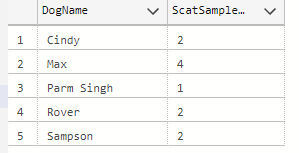 DogName ScatSample...
1 Cindy 2
2 Max 4
3 Parm Singh 1
4 Rover 2
5 Sampson 2